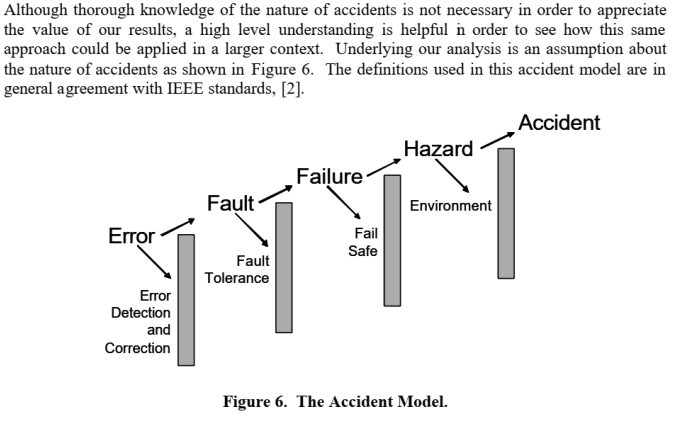 Although thorough knowledge of the nature of accidents is not necessary in order to appreciate
the value of our results, a high level understanding is helpful in order to see how this same
approach could be applied in a larger context. Underlying our analysis is an assumption about
the nature of accidents as shown in Figure 6. The definitions used in this accident model are in
general agreement with IEEE standards, [2].
Accident
Hazard
Failure
Fault
Environment
Error
Fail
Safe
Fault
Tolerance
Error
Detection
and
Correction
Figure 6. The Accident Model.